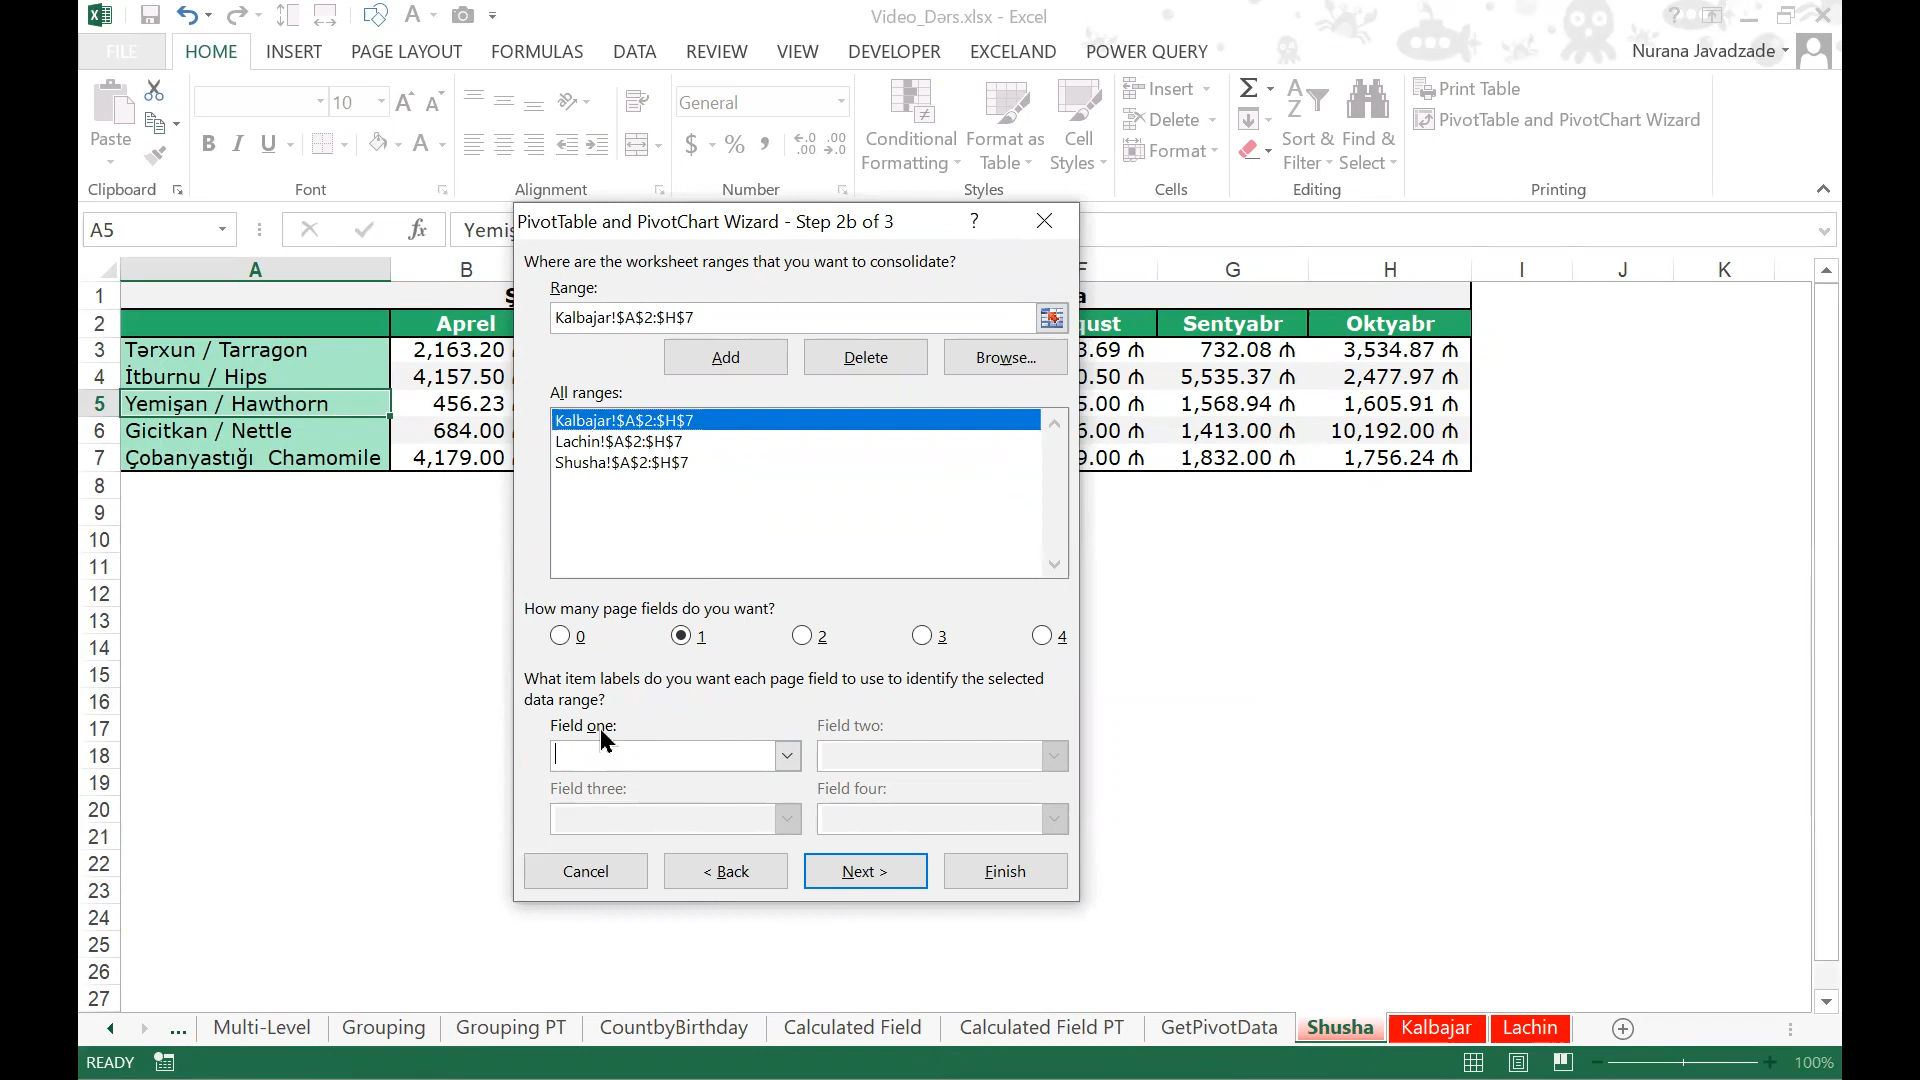 Video_Dərs.xlsx - Excel
FILE HOME INSERT PAGE LAYOUT FORMULAS DATA REVIEW VIEW DEVELOPER EXCELAND POWER QUERY Nurana Javadzade
Paste
10
General
Conditional Formatting
Format as Table
Cell Styles
Insert
Delete
Format
Sort & Filter
Find & Select
Print Table
PivotTable and PivotChart Wizard
Clipboard Font Alignment Number Styles Cells Editing Printing
A5
fx
PivotTable and PivotChart Wizard - Step 2b of 3
Where are the worksheet ranges that you want to consolidate?
Range:
Kalbajar!$A$2:$H$7
Add Delete Browse...
All ranges:
Kalbajar!$A$2:$H$7
Lachin!$A$2:$H$7
Shusha!$A$2:$H$7
How many page fields do you want?
0 1 2 3 4
What item labels do you want each page field to use to identify the selected
data range?
Field one: Field two:
Field three: Field four:
Cancel < Back Next > Finish
A B G H I J K
1
2 Aprel Sentyabr Oktyabr
3 Tərxun / Tarragon 2,163.20 732.08 ₼ 3,534.87 ₼
4 İtburnu / Hips 4,157.50 5,535.37 ₼ 2,477.97 ₼
5 Yemişan / Hawthorn 456.23 1,568.94 ₼ 1,605.91 ₼
6 Gicitkan / Nettle 684.00 1,413.00 ₼ 10,192.00 ₼
7 Çobanyastığı Chamomile 4,179.00 1,832.00 ₼ 1,756.24 ₼
8
9
10
11
12
13
14
15
16
17
18
19
20
21
22
23
24
25
26
27
... Multi-Level Grouping Grouping PT CountbyBirthday Calculated Field Calculated Field PT GetPivotData Shusha Kalbajar Lachin
READY 100%